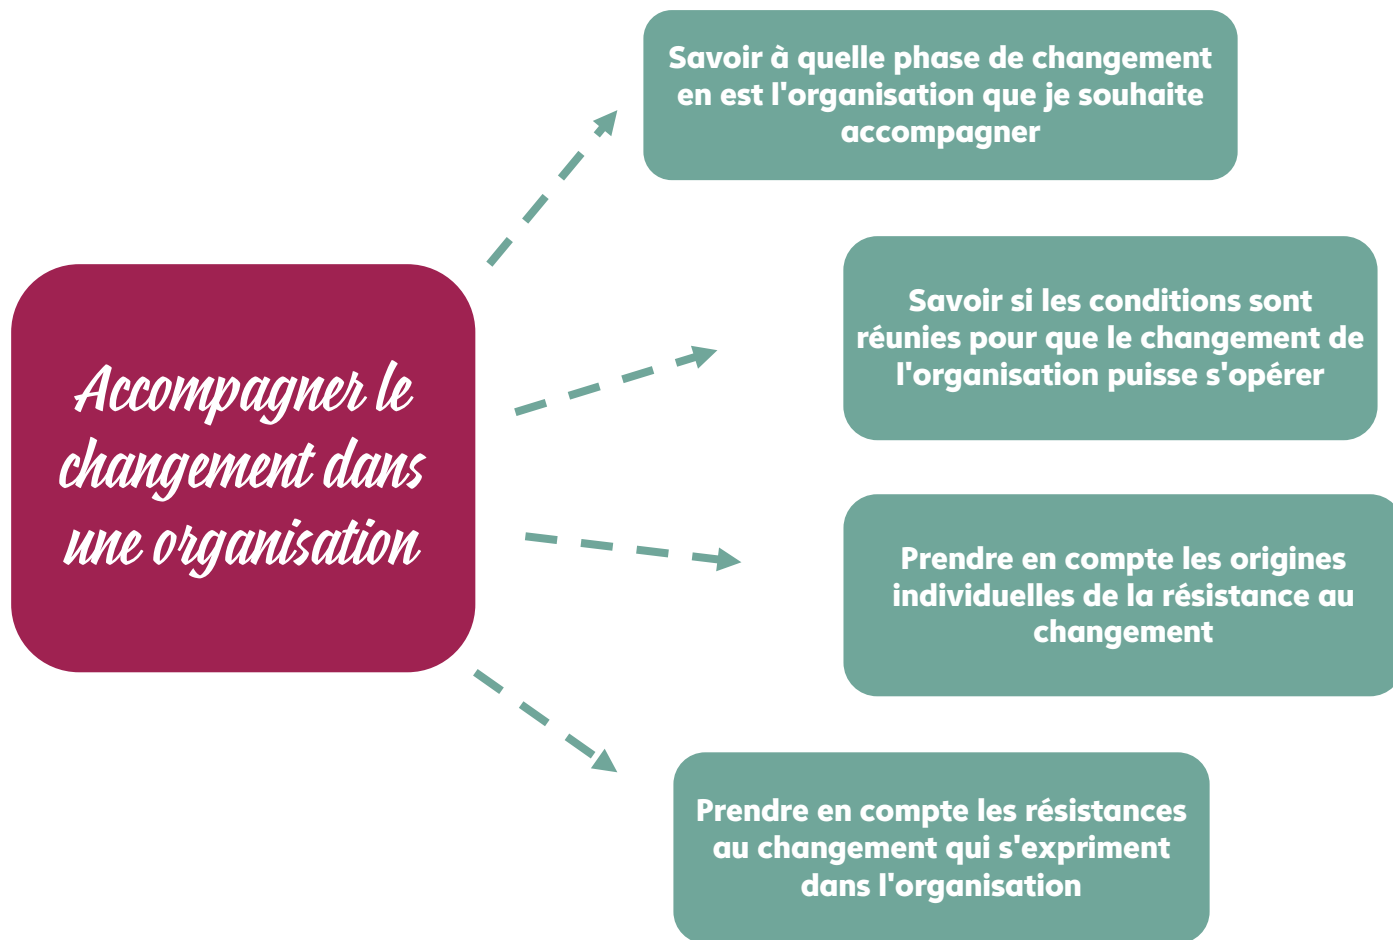 Savoir à quelle phase de changement
en est l'organisation que je souhaite
accompagner
Savoir si les conditions sont
réunies pour que le changement de
l'organisation puisse s'opérer
Accompagner le
changement dans
une organisation
Prendre en compte les origines
individuelles de la résistance au
changement
Prendre en compte les résistances
au changement qui s'expriment
dans l'organisation